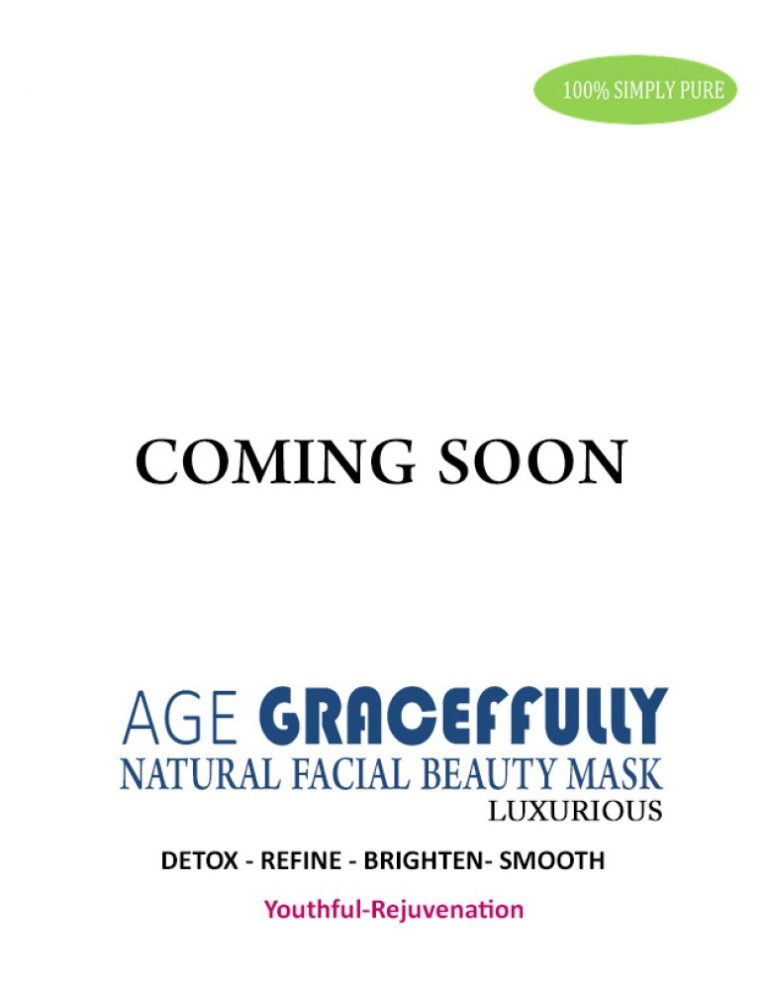 100% SIMPLY PURE
COMING SOON
AGE GRACEFFULLY
NATURAL FACIAL BEAUTY MASK
LUXURIOUS
DETOX - REFINE - BRIGHTEN- SMOOTH
Youthful-Rejuvenation